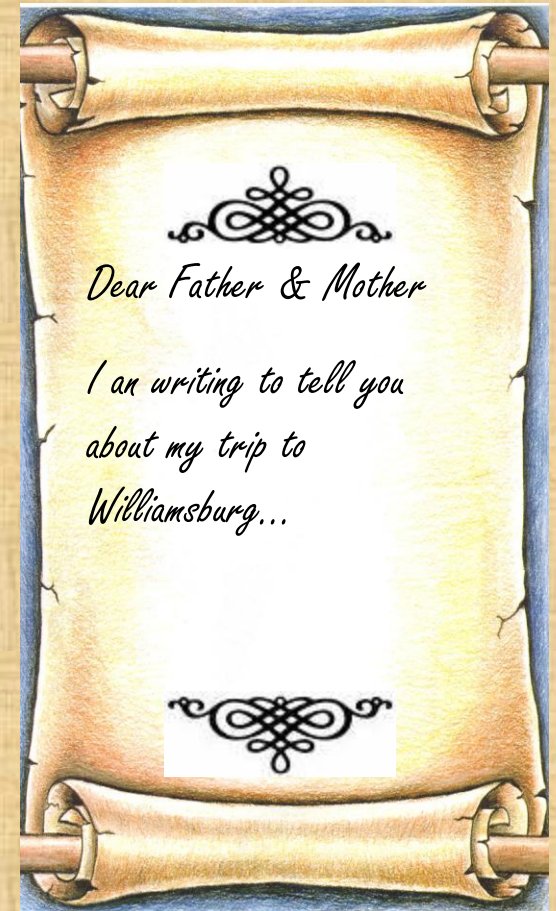 Dear Father & Mother
I an writing to tell you
about my trip to
Williamsburg...